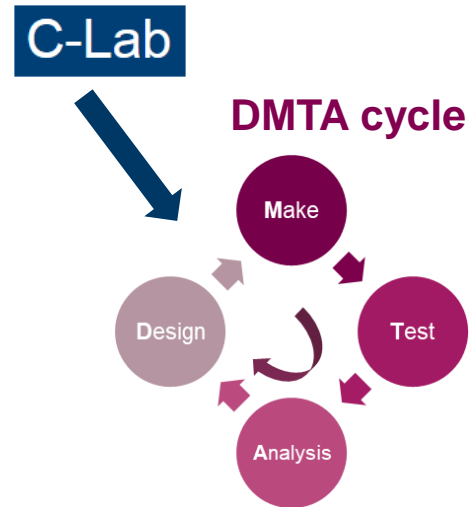 C-Lab
DMTA cycle
Make
Design
Test
Analysis